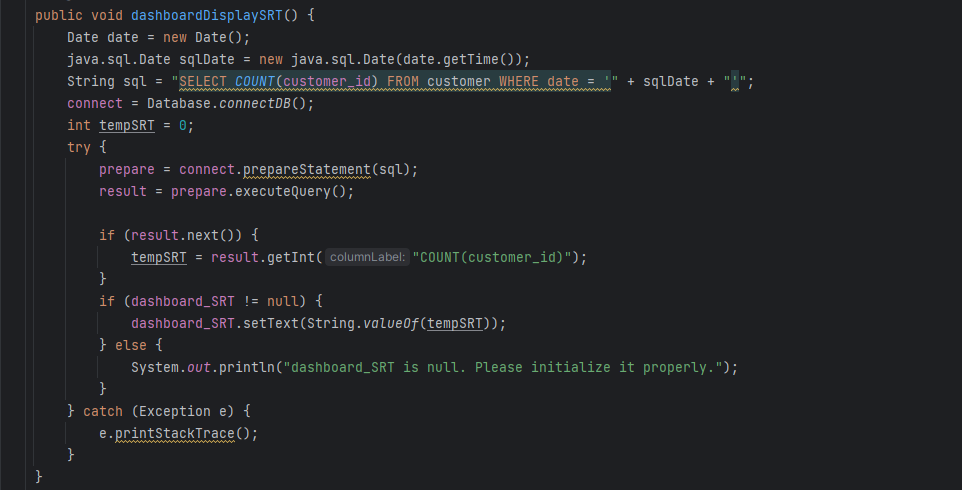 public void dashboardDisplaySRT() {
    Date date = new Date();
    java.sql.Date sqlDate = new java.sql.Date(date.getTime());
    String sql = "SELECT COUNT(customer_id) FROM customer WHERE date = '" + sqlDate + "'";
    connect = Database.connectDB();
    int tempSRT = 0;
    try {
        prepare = connect.prepareStatement(sql);
        result = prepare.executeQuery();

        if (result.next()) {
            tempSRT = result.getInt( columnLabel: "COUNT(customer_id)");
        }
        if (dashboard_SRT != null) {
            dashboard_SRT.setText(String.valueOf(tempSRT));
        } else {
            System.out.println("dashboard_SRT is null. Please initialize it properly.");
        }
    } catch (Exception e) {
        e.printStackTrace();
    }
}